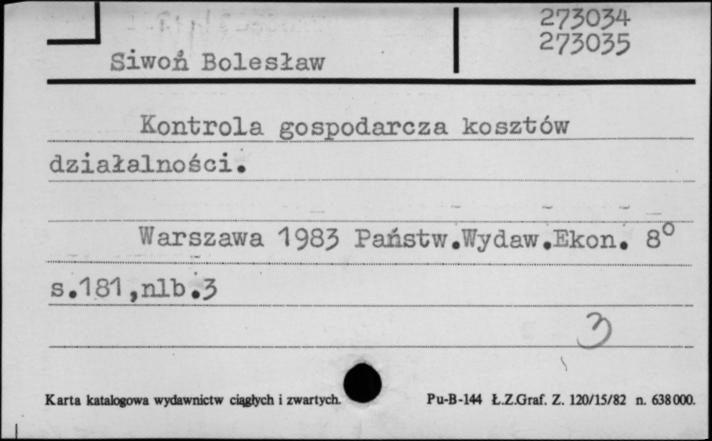 273034
273035
Siwoń Bolesław
Kontrola gospodarcza kosztów
działalności.
Warszawa 1983 Państw.Wydaw.Ekon. 8°
s.181,nlb.3
3
Karta katalogowa wydawnictw ciągłych i zwartych. Pu-B-144 Ł.Z.Graf. Z. 120/15/82 n. 638000.